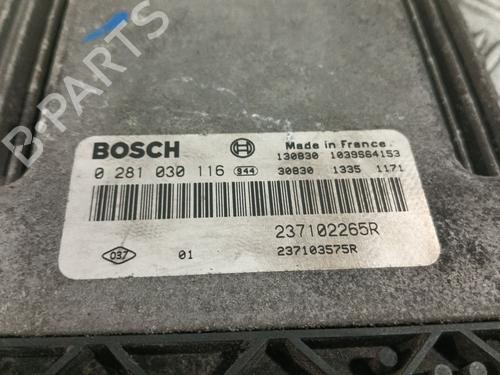 B-PARTS
BOSCH
Made in France
130830 1039S64153
0 281 030 116 944 30830 1335 1171
237102265R
037 01 237103575R